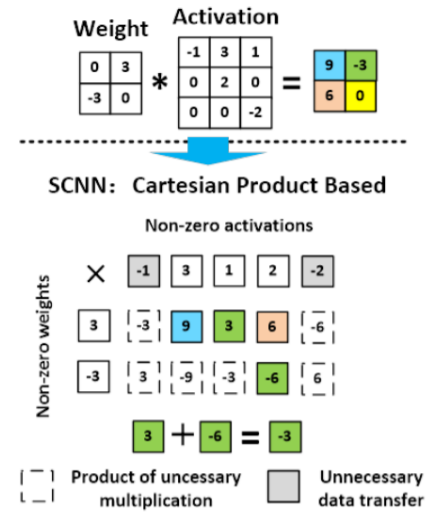 Weight Activation
0 3
-3 0
*
-1 3 1
0 2 0
0 0 -2
=
9 -3
6 0
SCNN: Cartesian Product Based
Non-zero activations
Non-zero weights
× -1 3 1 2 -2
3 -3 9 3 6 -6
-3 3 -9 -3 -6 6
3 + -6 = -3
Product of uncessary
multiplication
Unnecessary
data transfer